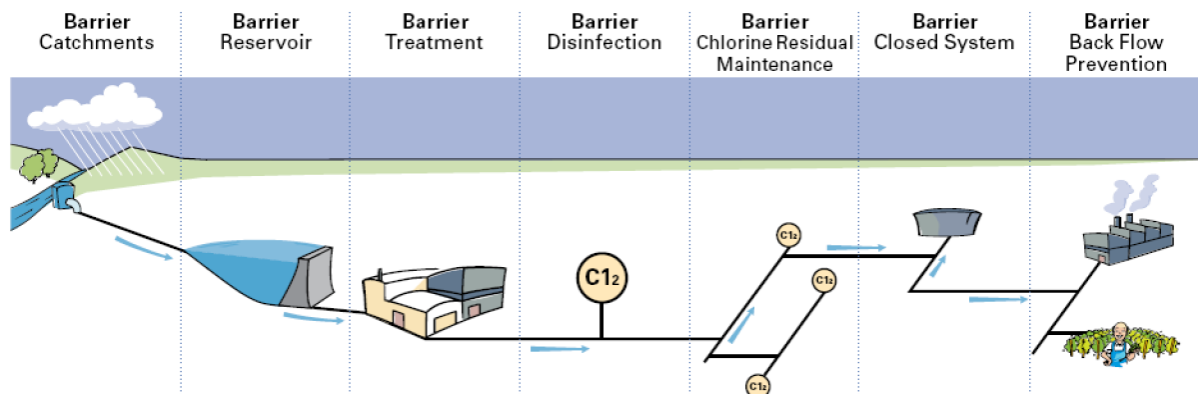 Barrier
Catchments
Barrier
Reservoir
Barrier
Treatment
Barrier
Disinfection
Barrier
Chlorine Residual
Maintenance
Barrier
Closed System
Barrier
Back Flow
Prevention
C1₂
C1₂
C1₂
C1₂